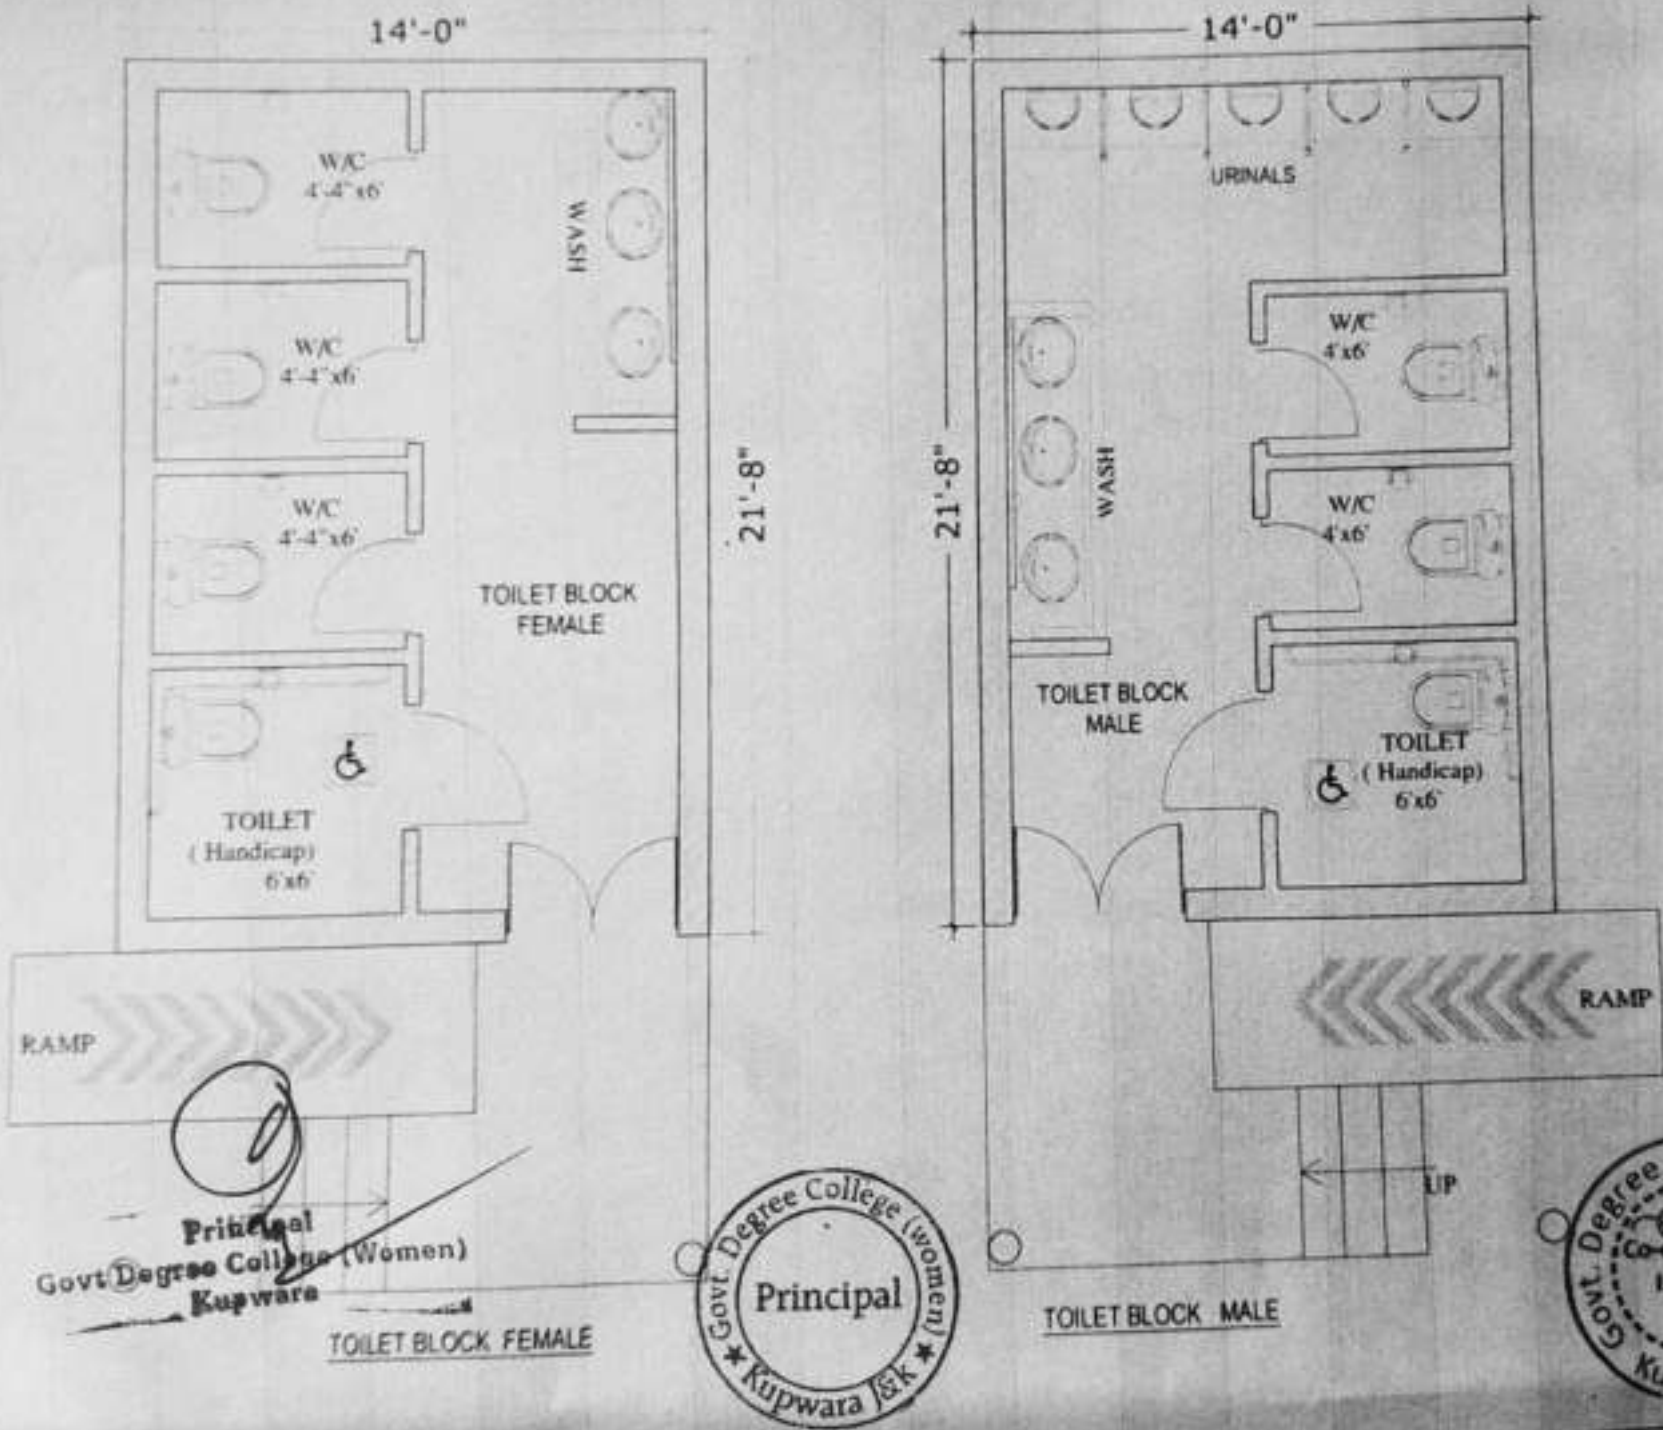 14'-0"
W/C
4'-4"x6'
W/C
4'-4"x6'
W/C
4'-4"x6'
WASH
TOILET BLOCK
FEMALE
TOILET
( Handicap)
6'x6'
21'-8"
RAMP
Principal
Govt Degree College (Women)
Kupwara
TOILET BLOCK FEMALE
Govt. Degree College (women)
Principal
★ Kupwara J&k ★
14'-0"
21'-8"
URINALS
W/C
4'x6'
W/C
4'x6'
WASH
TOILET BLOCK
MALE
TOILET
( Handicap)
6'x6'
RAMP
UP
TOILET BLOCK MALE
Govt. Degree